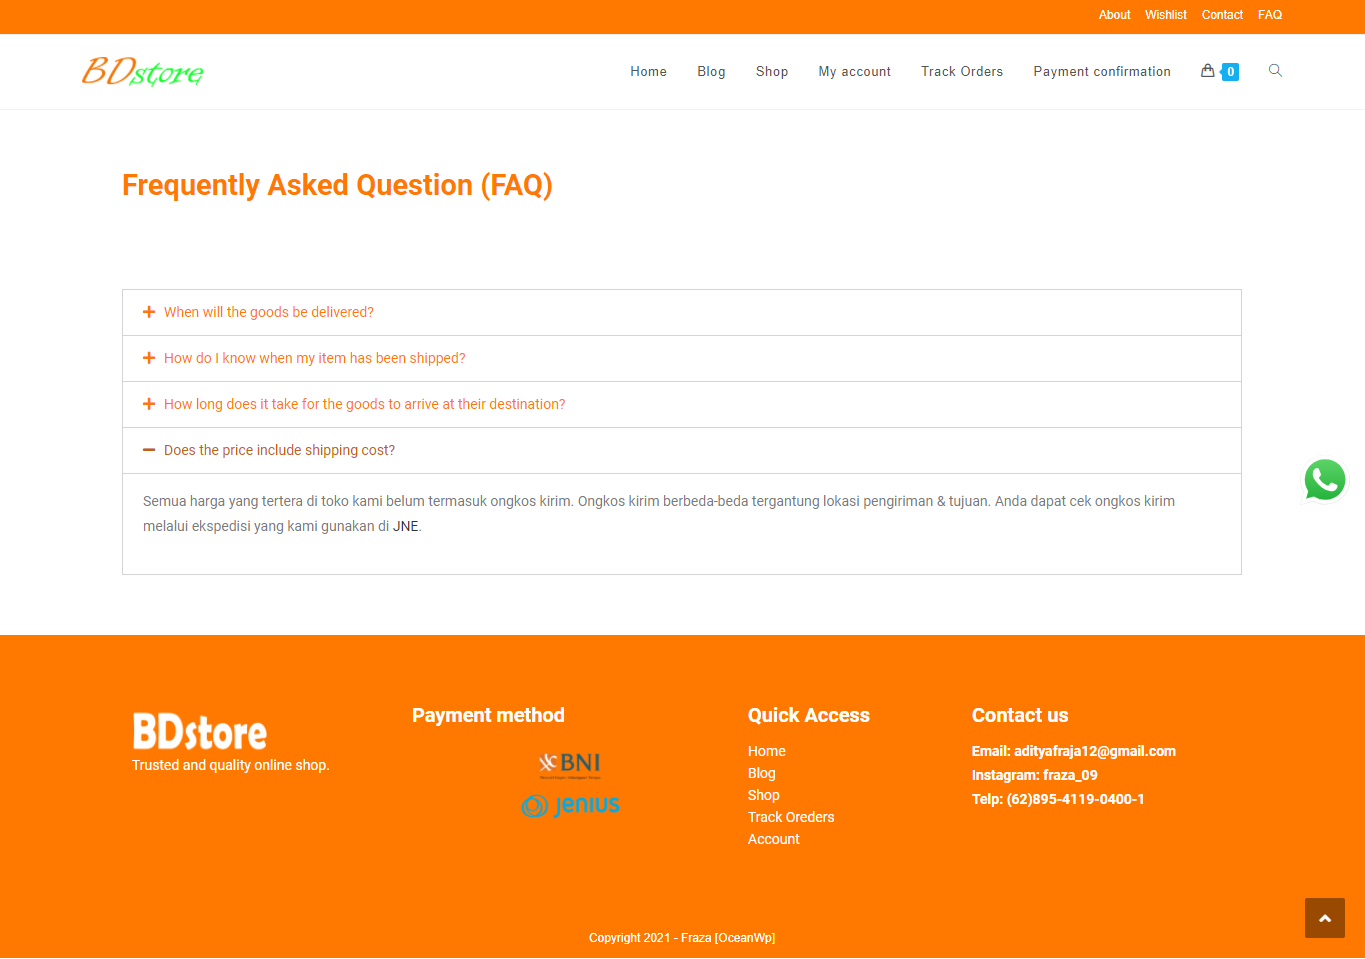 About Wishlist Contact FAQ
BDstore
Home Blog Shop My account Track Orders Payment confirmation 0
Frequently Asked Question (FAQ)
When will the goods be delivered?
How do I know when my item has been shipped?
How long does it take for the goods to arrive at their destination?
Does the price include shipping cost?
Semua harga yang tertera di toko kami belum termasuk ongkos kirim. Ongkos kirim berbeda-beda tergantung lokasi pengiriman & tujuan. Anda dapat cek ongkos kirim
melalui ekspedisi yang kami gunakan di JNE.
BDstore
Trusted and quality online shop.
Payment method
BNI
Jenius
Quick Access
Home
Blog
Shop
Track Oreders
Account
Contact us
Email: adityafraja12@gmail.com
Instagram: fraza_09
Telp: (62)895-4119-0400-1
Copyright 2021 - Fraza [OceanWp]